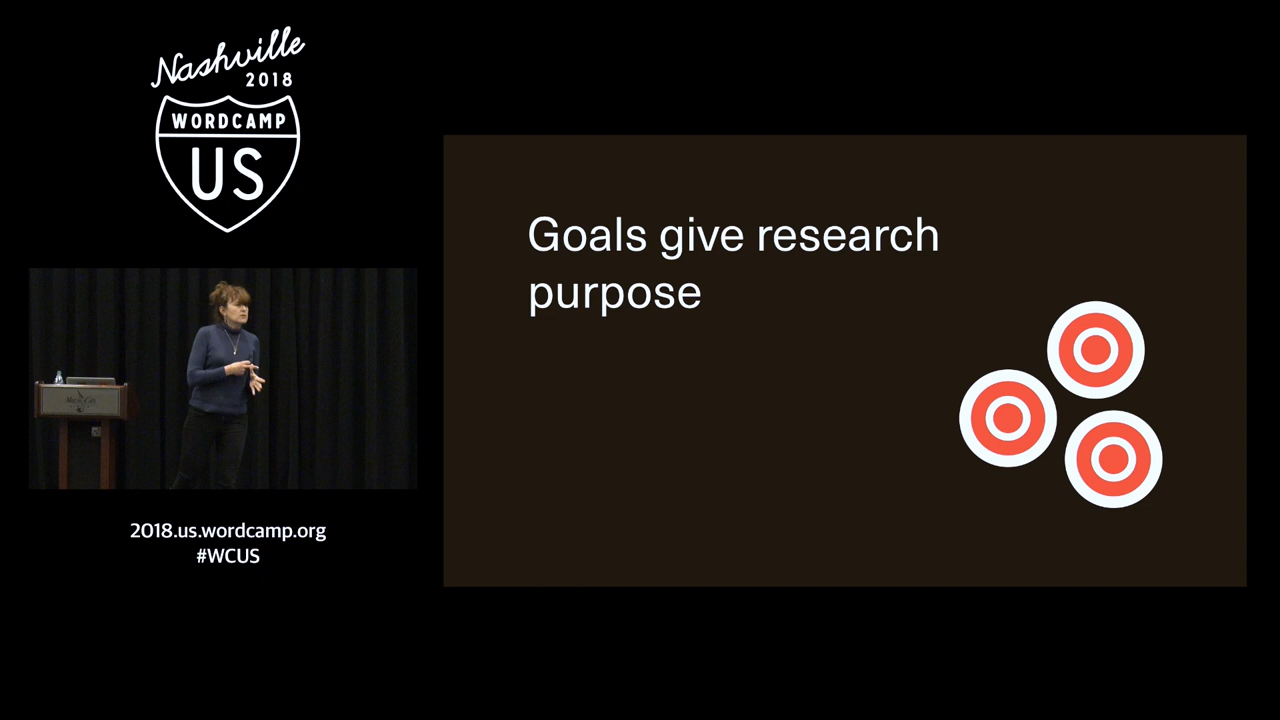 Nashville
2018
WORDCAMP
US
Goals give research
purpose
2018.us.wordcamp.org
#WCUS